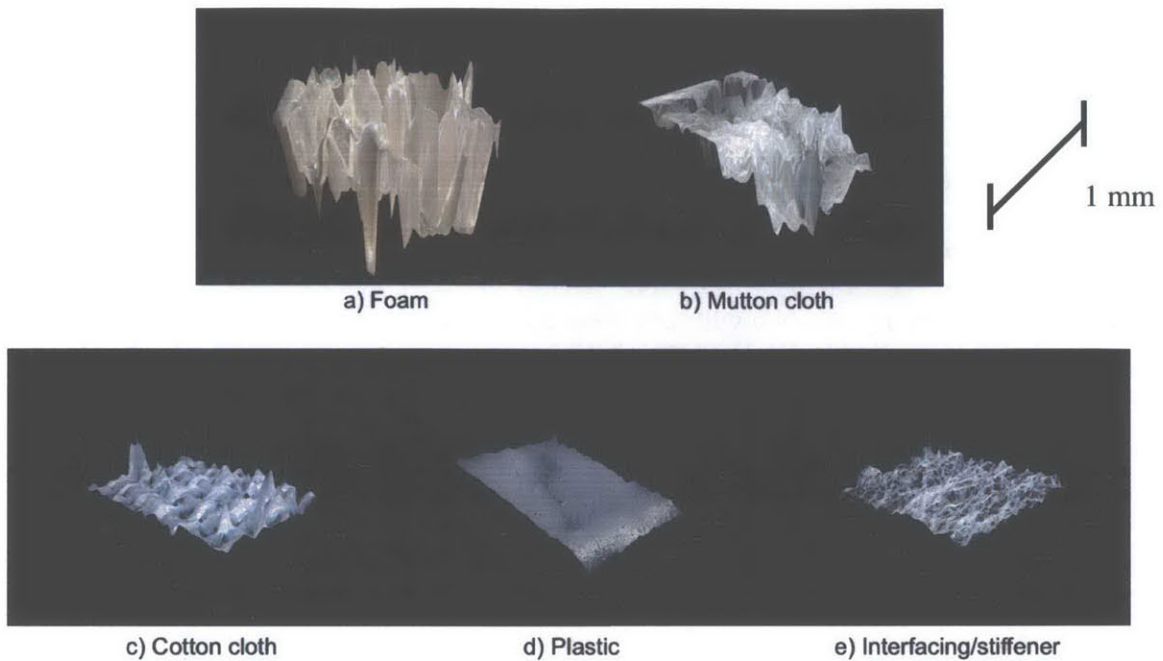 1 mm
a) Foam
b) Mutton cloth
c) Cotton cloth
d) Plastic
e) Interfacing/stiffener